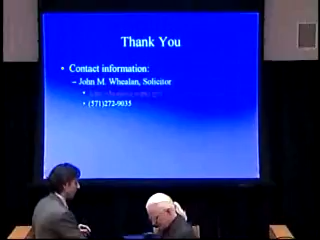 Thank You
• Contact information:
– John M. Whealan, Solicitor
• (571)272-9035